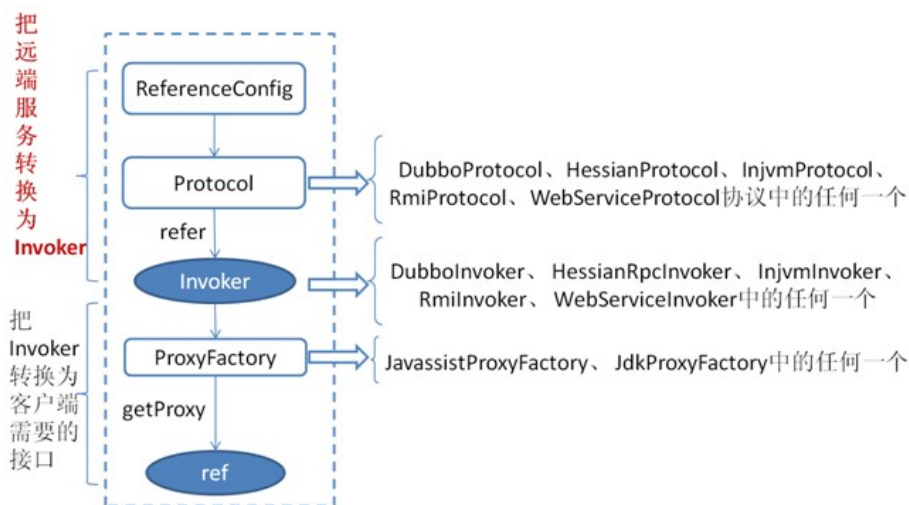 把
远
端
服
务
转
换
为
Invoker
ReferenceConfig
Protocol
DubboProtocol、HessianProtocol、InjvmProtocol、
RmiProtocol、WebServiceProtocol协议中的任何一个
refer
Invoker
DubboInvoker、 HessianRpcInvoker、 InjvmInvoker、
RmiInvoker、 WebServiceInvoker中的任何一个
把
Invoker
转换为
客户端
需要的
接口
ProxyFactory
JavassistProxyFactory、 JdkProxyFactory中的任何一个
getProxy
ref